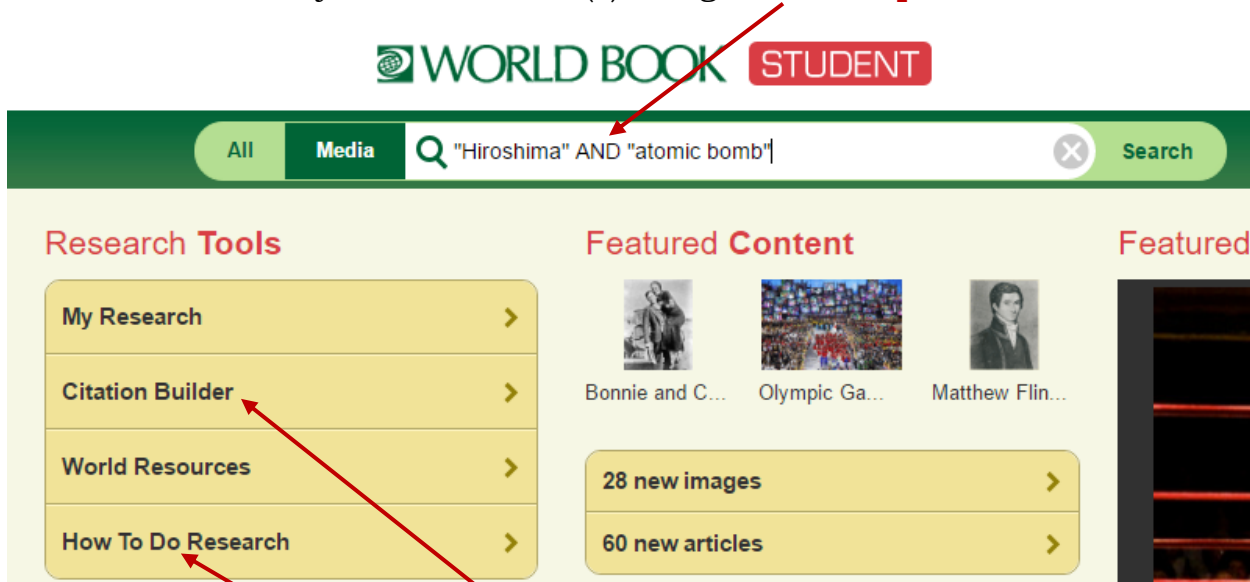 WORLD BOOK STUDENT
All Media "Hiroshima" AND "atomic bomb" Search
Research Tools
My Research
Citation Builder
World Resources
How To Do Research
Featured Content
Bonnie and C... Olympic Ga... Matthew Flin...
28 new images
60 new articles
Featured